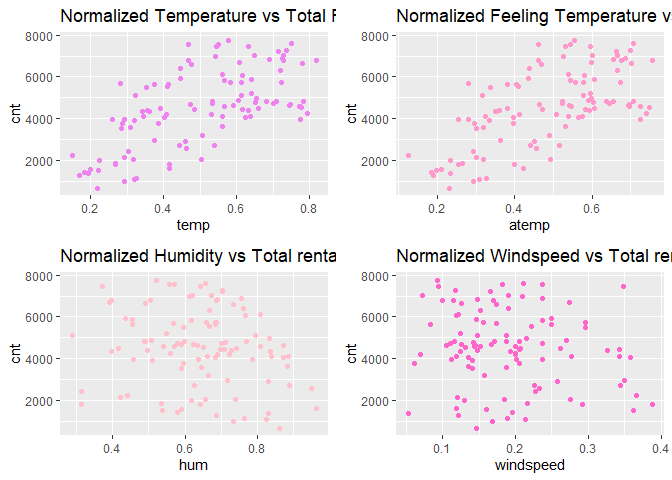 Normalized Temperature vs Total
cnt
8000
6000
4000
2000
0.2 0.4 0.6 0.8
temp
Normalized Feeling Temperature v
cnt
8000
6000
4000
2000
0.2 0.4 0.6
atemp
Normalized Humidity vs Total renta
cnt
8000
6000
4000
2000
0.4 0.6 0.8
hum
Normalized Windspeed vs Total re
cnt
8000
6000
4000
2000
0.1 0.2 0.3 0.4
windspeed